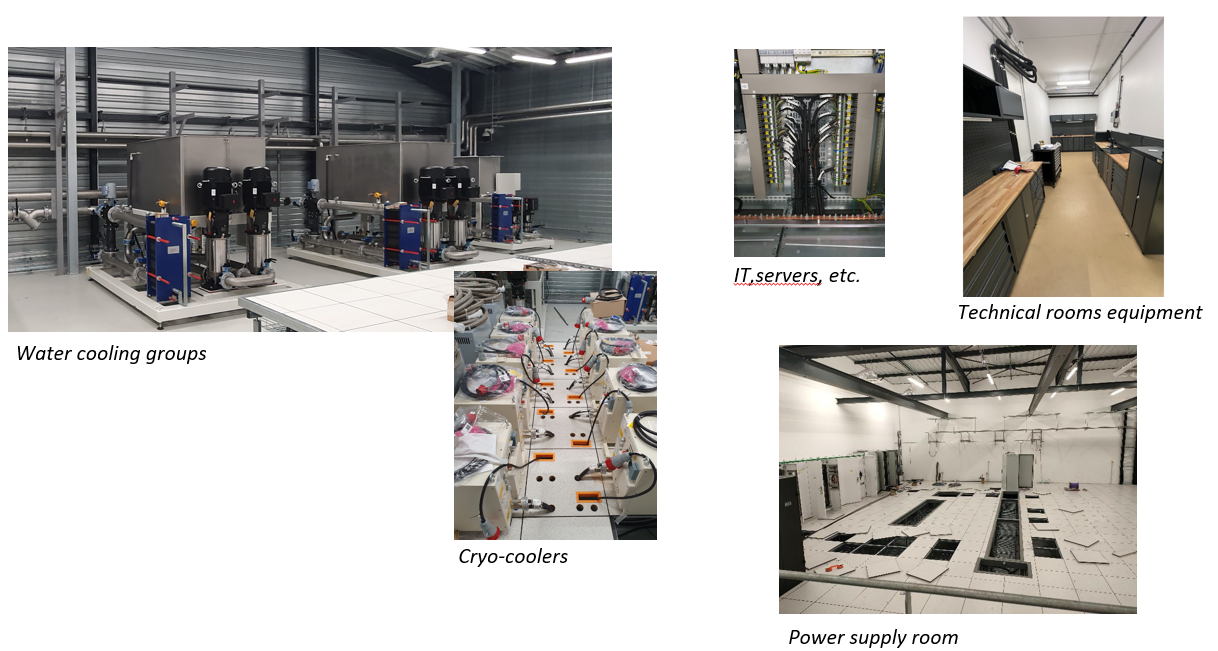 Water cooling groups
Cryo-coolers
IT,servers, etc.
Technical rooms equipment
Power supply room